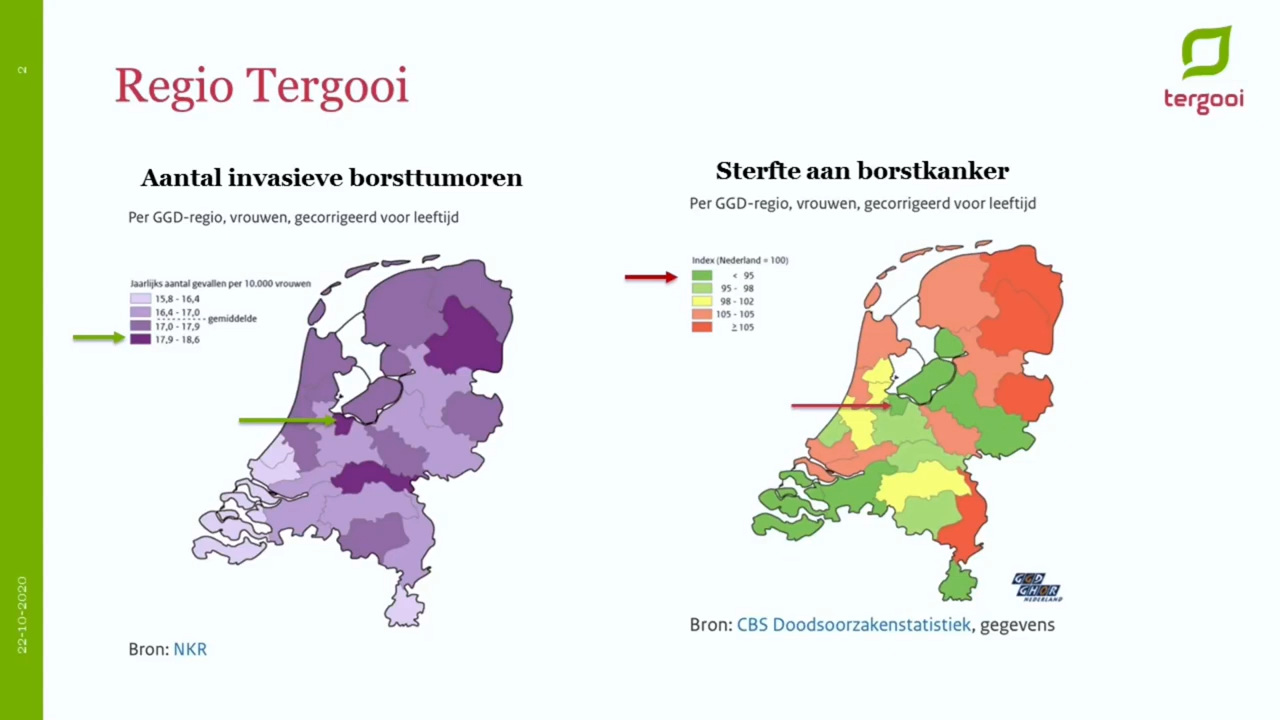 2
Regio Tergooi
tergooi
Aantal invasieve borsttumoren
Per GGD-regio, vrouwen, gecorrigeerd voor leeftijd
Jaarlijks aantal gevallen per 10.000 vrouwen
15,8 - 16,4
16,4 - 17,0
gemiddelde
17,0 - 17,9
17,9 - 18,6
Bron: NKR
Sterfte aan borstkanker
Per GGD-regio, vrouwen, gecorrigeerd voor leeftijd
Index (Nederland = 100)
< 95
95 - 98
98 - 102
105 - 105
≥105
GGD
GHOR
NEDERLAND
Bron: CBS Doodsoorzakenstatistiek, gegevens
22-10-2020